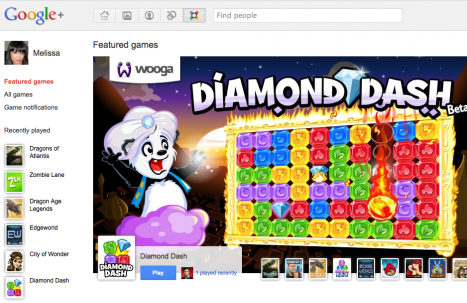 Google+
Find people
Melissa
Featured games
All games
Game notifications
Recently played
Dragons of
Atlantis
Zombie Lane
Dragon Age
Legends
Edgeworld
City of Wonder
Diamond Dash
Featured games
wooga
DIAMOND DASH
Beta
DIAMOND
DASH
Diamond Dash
Play
1 played recently